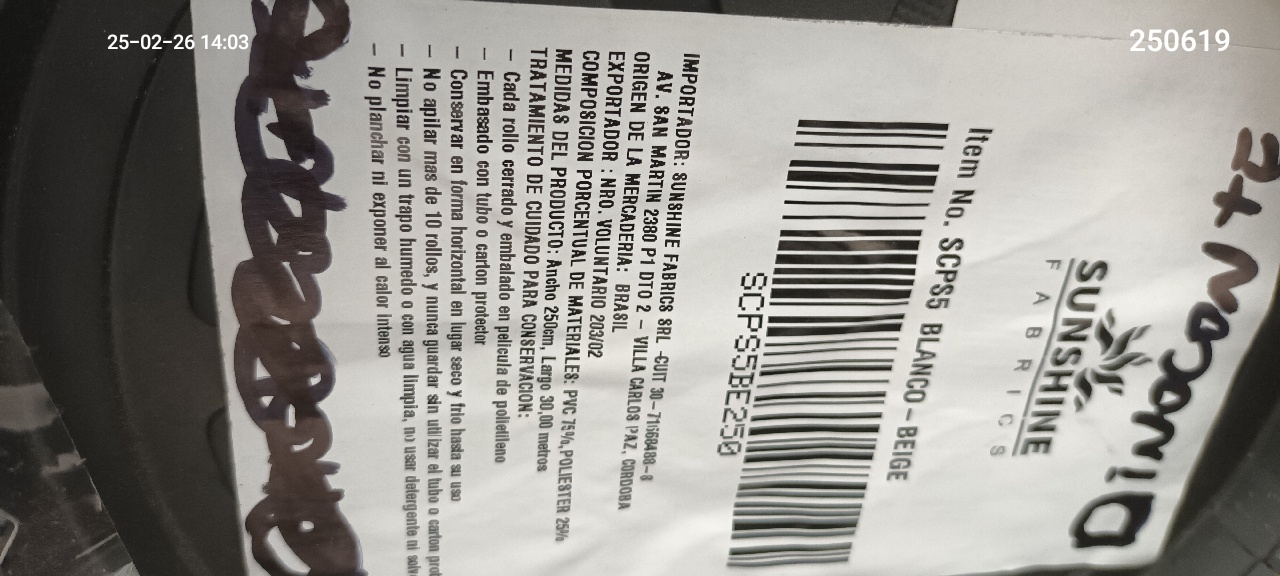 25-02-26 14:03
250619
SUNSHINE
FABRICS
Item No. SCPS5 BLANCO - BEIGE
SCPS5BE250
IMPORTADOR: SUNSHINE FABRICS SRL -CUIT 30-71568488-8
AV. SAN MARTIN 2380 P1 DTO 2 - VILLA CARLOS PAZ, CORDOBA
ORIGEN DE LA MERCADERIA: BRASIL
EXPORTADOR : NRO. VOLUNTARIO 203/02
COMPOSICION PORCENTUAL DE MATERIALES: PVC 75%,POLIESTER 25%
MEDIDAS DEL PRODUCTO: Ancho 250cm, Largo 30,00 metros
TRATAMIENTO DE CUIDADO PARA CONSERVACION:
- Cada rollo cerrado y embalado en pelicula de polietileno
- Embasado con tubo o carton protector
- Conservar en forma horizontal en lugar seco y frio hasta su uso
- No apilar mas de 10 rollos, y nunca guardar sin utilizar el tubo o carton
- Limpiar con un trapo humedo o con agua limpia, no usar detergente ni
- No planchar ni exponer al calor intenso